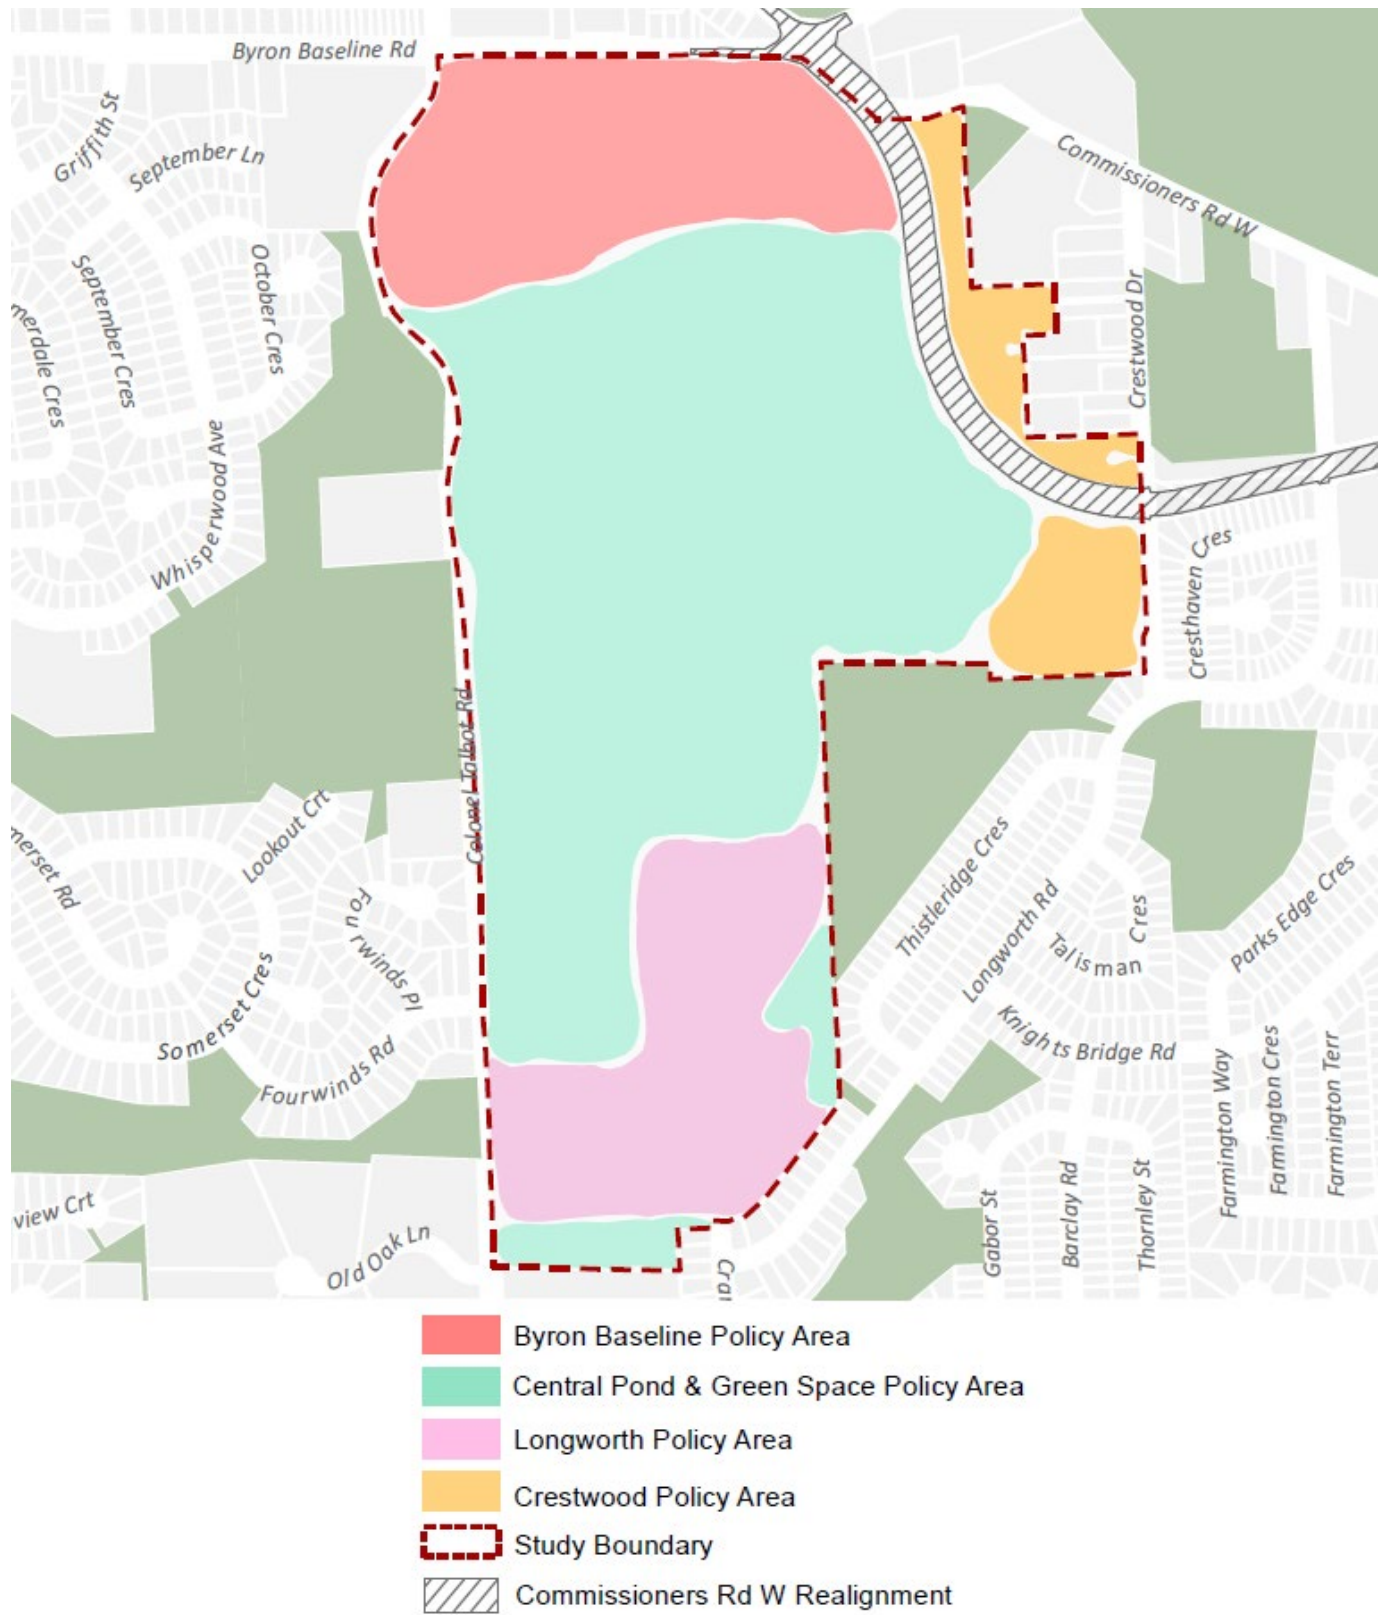 Byron Baseline Rd
Griffith St
September Ln
Commissioners Rd W
October Cres
September Cres
merdale Cres
Crestwood Dr
Whisperwood Ave
Cresthaven Cres
Colonel Talbot Rd
Lookout Crt
merset Rd
Fourwinds Pl
Somerset Cres
Fourwinds Rd
Thistleridge Cres
Longworth Rd
Talisman Cres
Parks Edge Cres
Knights Bridge Rd
Farmington Way
Farmington Cres
Farmington Terr
Gabor St
Barclay Rd
Thornley St
view Crt
Old Oak Ln
Cra
Byron Baseline Policy Area
Central Pond & Green Space Policy Area
Longworth Policy Area
Crestwood Policy Area
Study Boundary
Commissioners Rd W Realignment